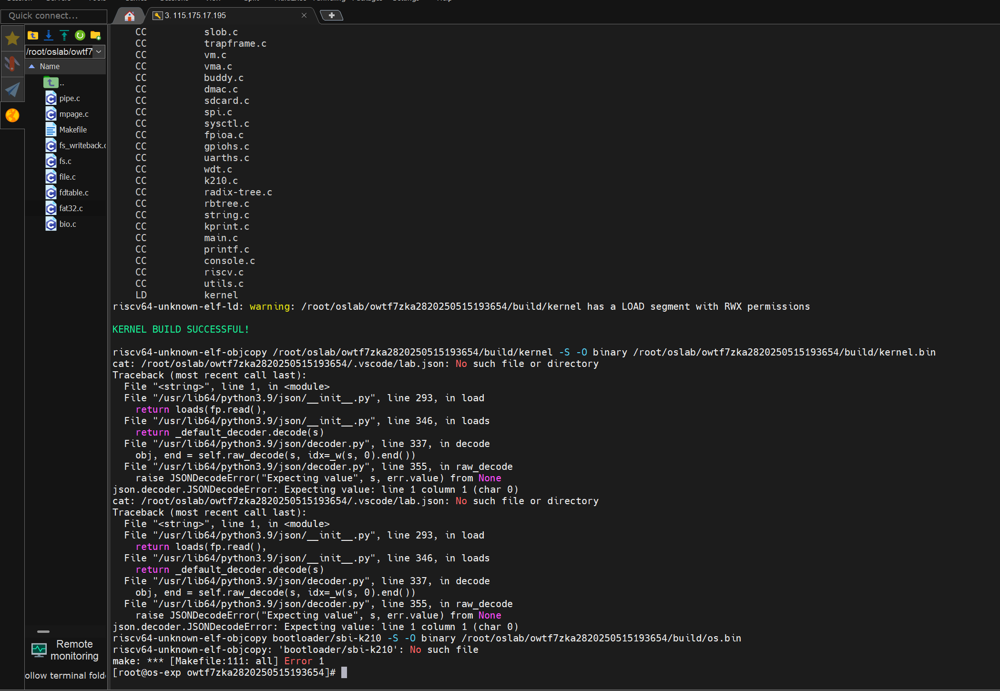 Quick connect...
3. 115.175.17.195
/root/oslab/owtf7
Name
..
pipe.c
mpage.c
Makefile
fs_writeback.c
fs.c
file.c
fdtable.c
fat32.c
bio.c
Remote
monitoring
ollow terminal fold
CC slob.c
CC trapframe.c
CC vm.c
CC vma.c
CC buddy.c
CC dmac.c
CC sdcard.c
CC spi.c
CC sysctl.c
CC fpioa.c
CC gpiohs.c
CC uarths.c
CC wdt.c
CC k210.c
CC radix-tree.c
CC rbtree.c
CC string.c
CC kprint.c
CC main.c
CC printf.c
CC console.c
CC riscv.c
CC utils.c
LD kernel
riscv64-unknown-elf-ld: warning: /root/oslab/owtf7zka2820250515193654/build/kernel has a LOAD segment with RWX permissions
KERNEL BUILD SUCCESSFUL!
riscv64-unknown-elf-objcopy /root/oslab/owtf7zka2820250515193654/build/kernel -S -O binary /root/oslab/owtf7zka2820250515193654/build/kernel.bin
cat: /root/oslab/owtf7zka2820250515193654/.vscode/lab.json: No such file or directory
Traceback (most recent call last):
File "<string>", line 1, in <module>
File "/usr/lib64/python3.9/json/__init__.py", line 293, in load
return loads(fp.read(),
File "/usr/lib64/python3.9/json/__init__.py", line 346, in loads
return _default_decoder.decode(s)
File "/usr/lib64/python3.9/json/decoder.py", line 337, in decode
obj, end = self.raw_decode(s, idx=_w(s, 0).end())
File "/usr/lib64/python3.9/json/decoder.py", line 355, in raw_decode
raise JSONDecodeError("Expecting value", s, err.value) from None
json.decoder.JSONDecodeError: Expecting value: line 1 column 1 (char 0)
cat: /root/oslab/owtf7zka2820250515193654/.vscode/lab.json: No such file or directory
Traceback (most recent call last):
File "<string>", line 1, in <module>
File "/usr/lib64/python3.9/json/__init__.py", line 293, in load
return loads(fp.read(),
File "/usr/lib64/python3.9/json/__init__.py", line 346, in loads
return _default_decoder.decode(s)
File "/usr/lib64/python3.9/json/decoder.py", line 337, in decode
obj, end = self.raw_decode(s, idx=_w(s, 0).end())
File "/usr/lib64/python3.9/json/decoder.py", line 355, in raw_decode
raise JSONDecodeError("Expecting value", s, err.value) from None
json.decoder.JSONDecodeError: Expecting value: line 1 column 1 (char 0)
riscv64-unknown-elf-objcopy bootloader/sbi-k210 -S -O binary /root/oslab/owtf7zka2820250515193654/build/os.bin
riscv64-unknown-elf-objcopy: 'bootloader/sbi-k210': No such file
make: *** [Makefile:111: all] Error 1
[root@os-exp owtf7zka2820250515193654]#